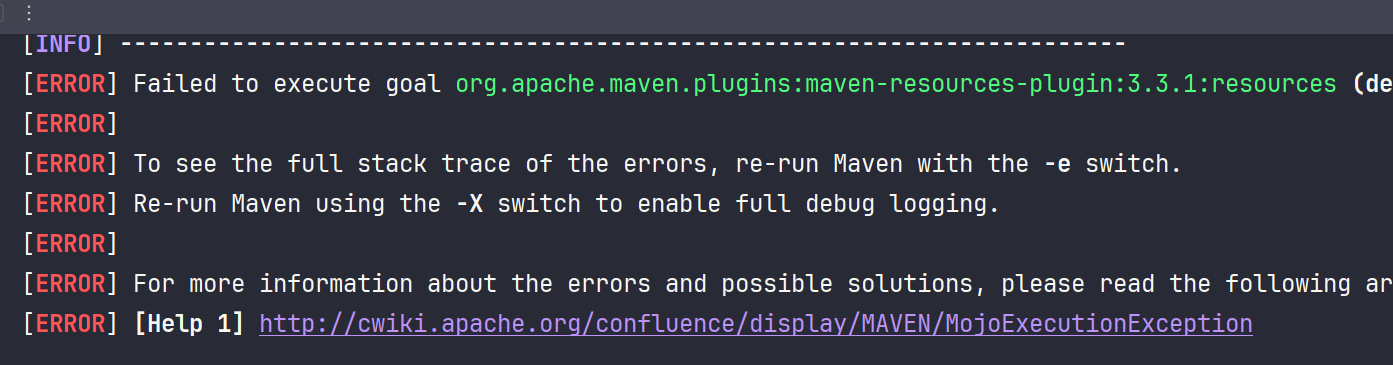 [INFO] ------------------------------------------------------------------------
[ERROR] Failed to execute goal org.apache.maven.plugins:maven-resources-plugin:3.3.1:resources (de
[ERROR]
[ERROR] To see the full stack trace of the errors, re-run Maven with the -e switch.
[ERROR] Re-run Maven using the -X switch to enable full debug logging.
[ERROR]
[ERROR] For more information about the errors and possible solutions, please read the following ar
[ERROR] [Help 1] http://cwiki.apache.org/confluence/display/MAVEN/MojoExecutionException